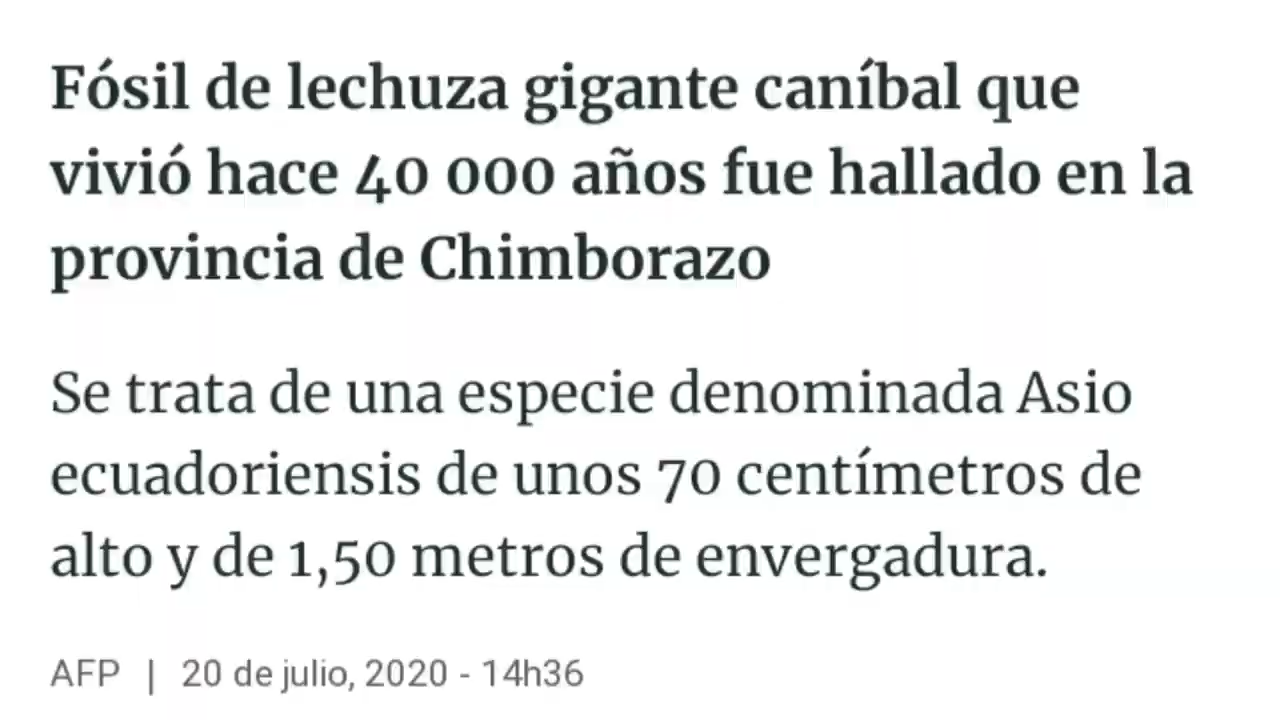 Fósil de lechuza gigante caníbal que
vivió hace 40 000 años fue hallado en la
provincia de Chimborazo
Se trata de una especie denominada Asio
ecuadoriensis de unos 70 centímetros de
alto y de 1,50 metros de envergadura.
AFP | 20 de julio, 2020 - 14h36